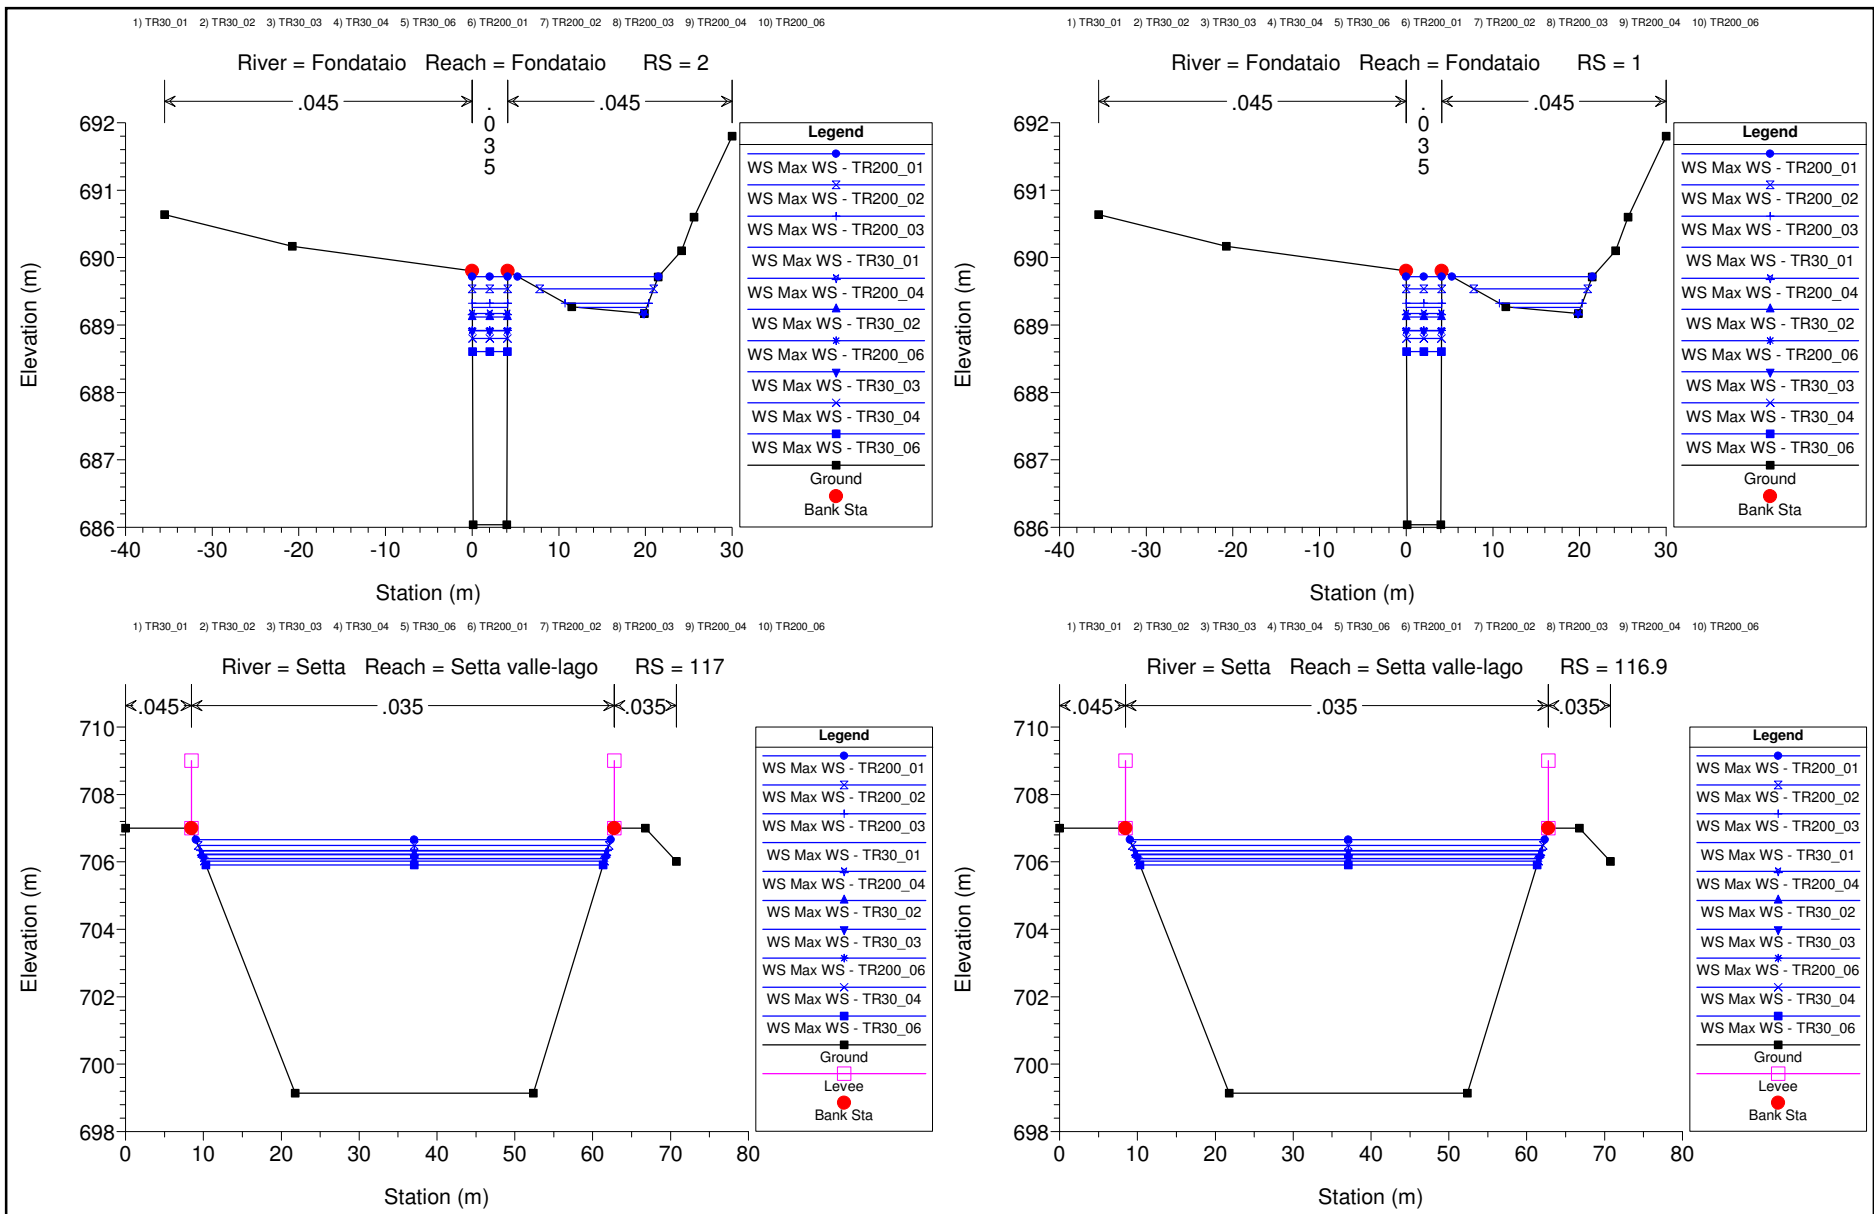 1) TR30_01 2) TR30_02 3) TR30_03 4) TR30_04 5) TR30_06 6) TR200_01 7) TR200_02 8) TR200_03 9) TR200_04 10) TR200_06
River = Fondataio Reach = Fondataio RS = 2
.045 .035 .045
692
691
690
689
688
687
686
Elevation (m)
-40 -30 -20 -10 0 10 20 30
Station (m)
Legend
WS Max WS - TR200_01
WS Max WS - TR200_02
WS Max WS - TR200_03
WS Max WS - TR30_01
WS Max WS - TR200_04
WS Max WS - TR30_02
WS Max WS - TR200_06
WS Max WS - TR30_03
WS Max WS - TR30_04
WS Max WS - TR30_06
Ground
Bank Sta
1) TR30_01 2) TR30_02 3) TR30_03 4) TR30_04 5) TR30_06 6) TR200_01 7) TR200_02 8) TR200_03 9) TR200_04 10) TR200_06
River = Fondataio Reach = Fondataio RS = 1
.045 .035 .045
692
691
690
689
688
687
686
Elevation (m)
-40 -30 -20 -10 0 10 20 30
Station (m)
Legend
WS Max WS - TR200_01
WS Max WS - TR200_02
WS Max WS - TR200_03
WS Max WS - TR30_01
WS Max WS - TR200_04
WS Max WS - TR30_02
WS Max WS - TR200_06
WS Max WS - TR30_03
WS Max WS - TR30_04
WS Max WS - TR30_06
Ground
Bank Sta
1) TR30_01 2) TR30_02 3) TR30_03 4) TR30_04 5) TR30_06 6) TR200_01 7) TR200_02 8) TR200_03 9) TR200_04 10) TR200_06
River = Setta Reach = Setta valle-lago RS = 117
.045 .035 .035
710
708
706
704
702
700
698
Elevation (m)
0 10 20 30 40 50 60 70 80
Station (m)
Legend
WS Max WS - TR200_01
WS Max WS - TR200_02
WS Max WS - TR200_03
WS Max WS - TR30_01
WS Max WS - TR200_04
WS Max WS - TR30_02
WS Max WS - TR30_03
WS Max WS - TR200_06
WS Max WS - TR30_04
WS Max WS - TR30_06
Ground
Levee
Bank Sta
1) TR30_01 2) TR30_02 3) TR30_03 4) TR30_04 5) TR30_06 6) TR200_01 7) TR200_02 8) TR200_03 9) TR200_04 10) TR200_06
River = Setta Reach = Setta valle-lago RS = 116.9
.045 .035 .035
710
708
706
704
702
700
698
Elevation (m)
0 10 20 30 40 50 60 70 80
Station (m)
Legend
WS Max WS - TR200_01
WS Max WS - TR200_02
WS Max WS - TR200_03
WS Max WS - TR30_01
WS Max WS - TR200_04
WS Max WS - TR30_02
WS Max WS - TR30_03
WS Max WS - TR200_06
WS Max WS - TR30_04
WS Max WS - TR30_06
Ground
Levee
Bank Sta